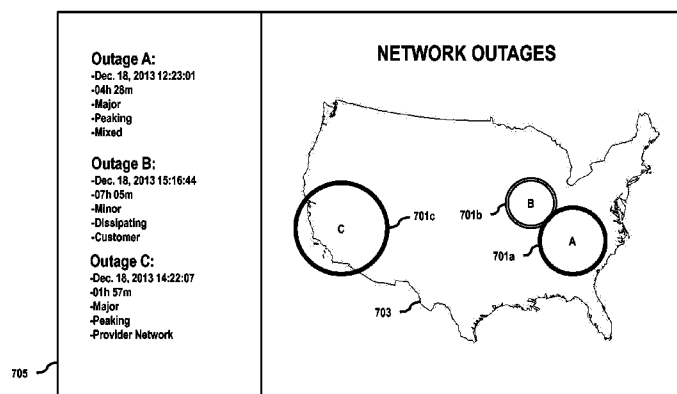 NETWORK OUTAGES
Outage A:
-Dec. 18, 2013 12:23:01
-04h 28m
-Major
-Peaking
-Mixed
Outage B:
-Dec. 18, 2013 15:16:44
-07h 05m
-Minor
-Dissipating
-Customer
Outage C:
-Dec. 18, 2013 14:22:07
-01h 57m
-Major
-Peaking
-Provider Network
705
C
701c
B
701b
A
701a
703